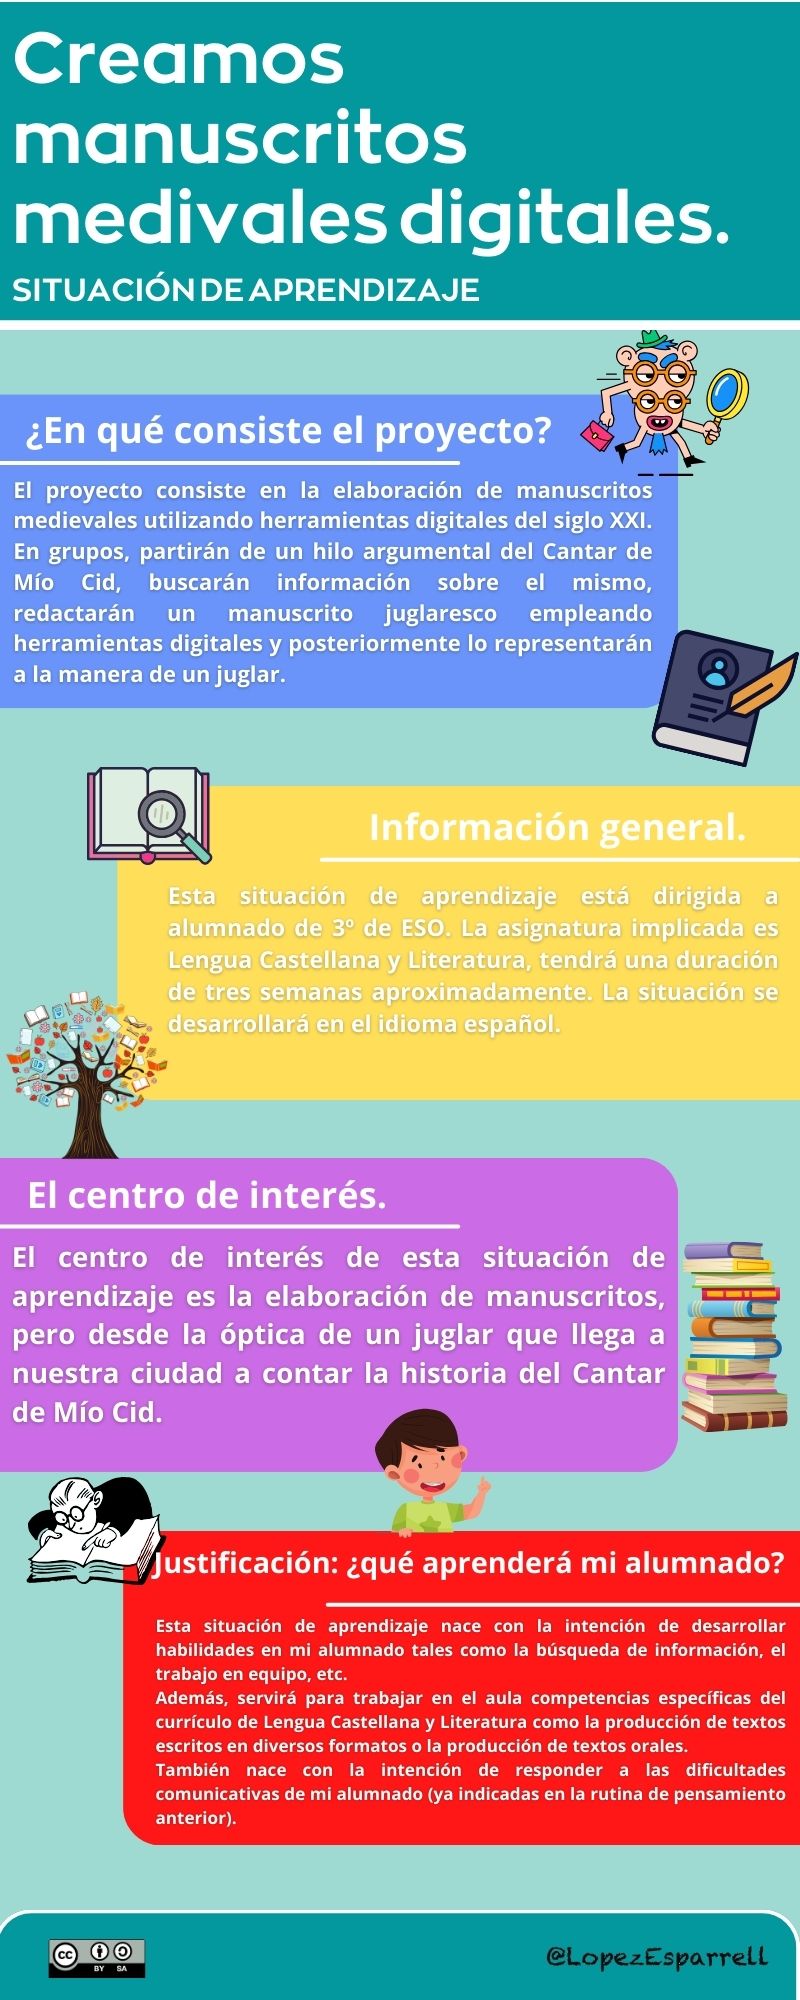 Creamos
manuscritos
medivales digitales.
SITUACIÓN DE APRENDIZAJE
¿En qué consiste el proyecto?
El proyecto consiste en la elaboración de manuscritos
medievales utilizando herramientas digitales del siglo XXI.
En grupos, partirán de un hilo argumental del Cantar de
Mío Cid, buscarán información sobre el mismo,
redactarán un manuscrito juglaresco empleando
herramientas digitales y posteriormente lo representarán
a la manera de un juglar.
Información general.
Esta situación de aprendizaje está dirigida a
alumnado de 3º de ESO. La asignatura implicada es
Lengua Castellana y Literatura, tendrá una duración
de tres semanas aproximadamente. La situación se
desarrollará en el idioma español.
El centro de interés.
El centro de interés de esta situación de
aprendizaje es la elaboración de manuscritos,
pero desde la óptica de un juglar que llega a
nuestra ciudad a contar la historia del Cantar
de Mío Cid.
Justificación: ¿qué aprenderá mi alumnado?
Esta situación de aprendizaje nace con la intención de desarrollar
habilidades en mi alumnado tales como la búsqueda de información, el
trabajo en equipo, etc.
Además, servirá para trabajar en el aula competencias específicas del
currículo de Lengua Castellana y Literatura como la producción de textos
escritos en diversos formatos o la producción de textos orales.
También nace con la intención de responder a las dificultades
comunicativas de mi alumnado (ya indicadas en la rutina de pensamiento
anterior).
cc BY SA
@LopezEsparrell